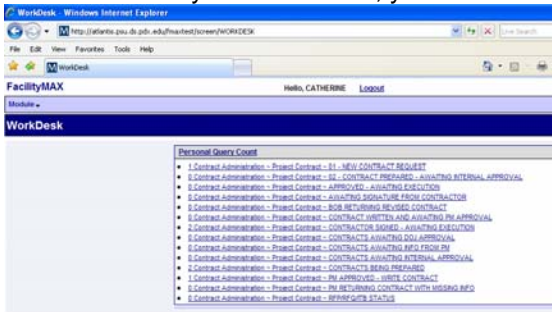 WorkDesk - Windows Internet Explorer
http://atlantis.psu.ds.pdx.edu/fmaxtest/screen/WORKDESK
Live Search
File Edit View Favorites Tools Help
WorkDesk
FacilityMAX Hello, CATHERINE Logout
Module
WorkDesk
Personal Query Count
1 Contract Administration ~ Project Contract ~ 01 - NEW CONTRACT REQUEST
0 Contract Administration ~ Project Contract ~ 02 - CONTRACT PREPARED - AWAITING INTERNAL APPROVAL
0 Contract Administration ~ Project Contract ~ APPROVED - AWAITING EXECUTION
0 Contract Administration ~ Project Contract ~ AWAITING SIGNATURE FROM CONTRACTOR
0 Contract Administration ~ Project Contract ~ BOB RETURNING REVISED CONTRACT
0 Contract Administration ~ Project Contract ~ CONTRACT WRITTEN AND AWAITING PM APPROVAL
2 Contract Administration ~ Project Contract ~ CONTRACTOR SIGNED - AWAITING EXECUTION
0 Contract Administration ~ Project Contract ~ CONTRACTS AWAITING DOJ APPROVAL
0 Contract Administration ~ Project Contract ~ CONTRACTS AWAITING INFO FROM PM
0 Contract Administration ~ Project Contract ~ CONTRACTS AWAITING INTERNAL APPROVAL
2 Contract Administration ~ Project Contract ~ CONTRACTS BEING PREPARED
1 Contract Administration ~ Project Contract ~ PM APPROVED - WRITE CONTRACT
0 Contract Administration ~ Project Contract ~ PM RETURNING CONTRACT WITH MISSING INFO
0 Contract Administration ~ Project Contract ~ RFP/RFQ/ITB STATUS